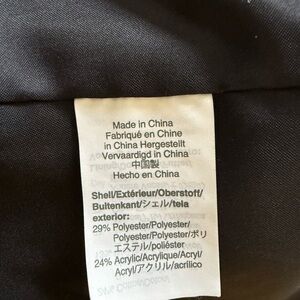 Made in China
Fabriqué en Chine
in China Hergestellt
Vervaardigd in China
中国製
Hecho en China
Shell/Extérieur/Oberstoff/
Buitenkant/シェル/tela
exterior:
29% Polyester/Polyester/
Polyester/Polyester/ポリ
エステル/poliéster
24% Acrylic/Acrylique/Acryl/
Acryl/アクリル/acrílico